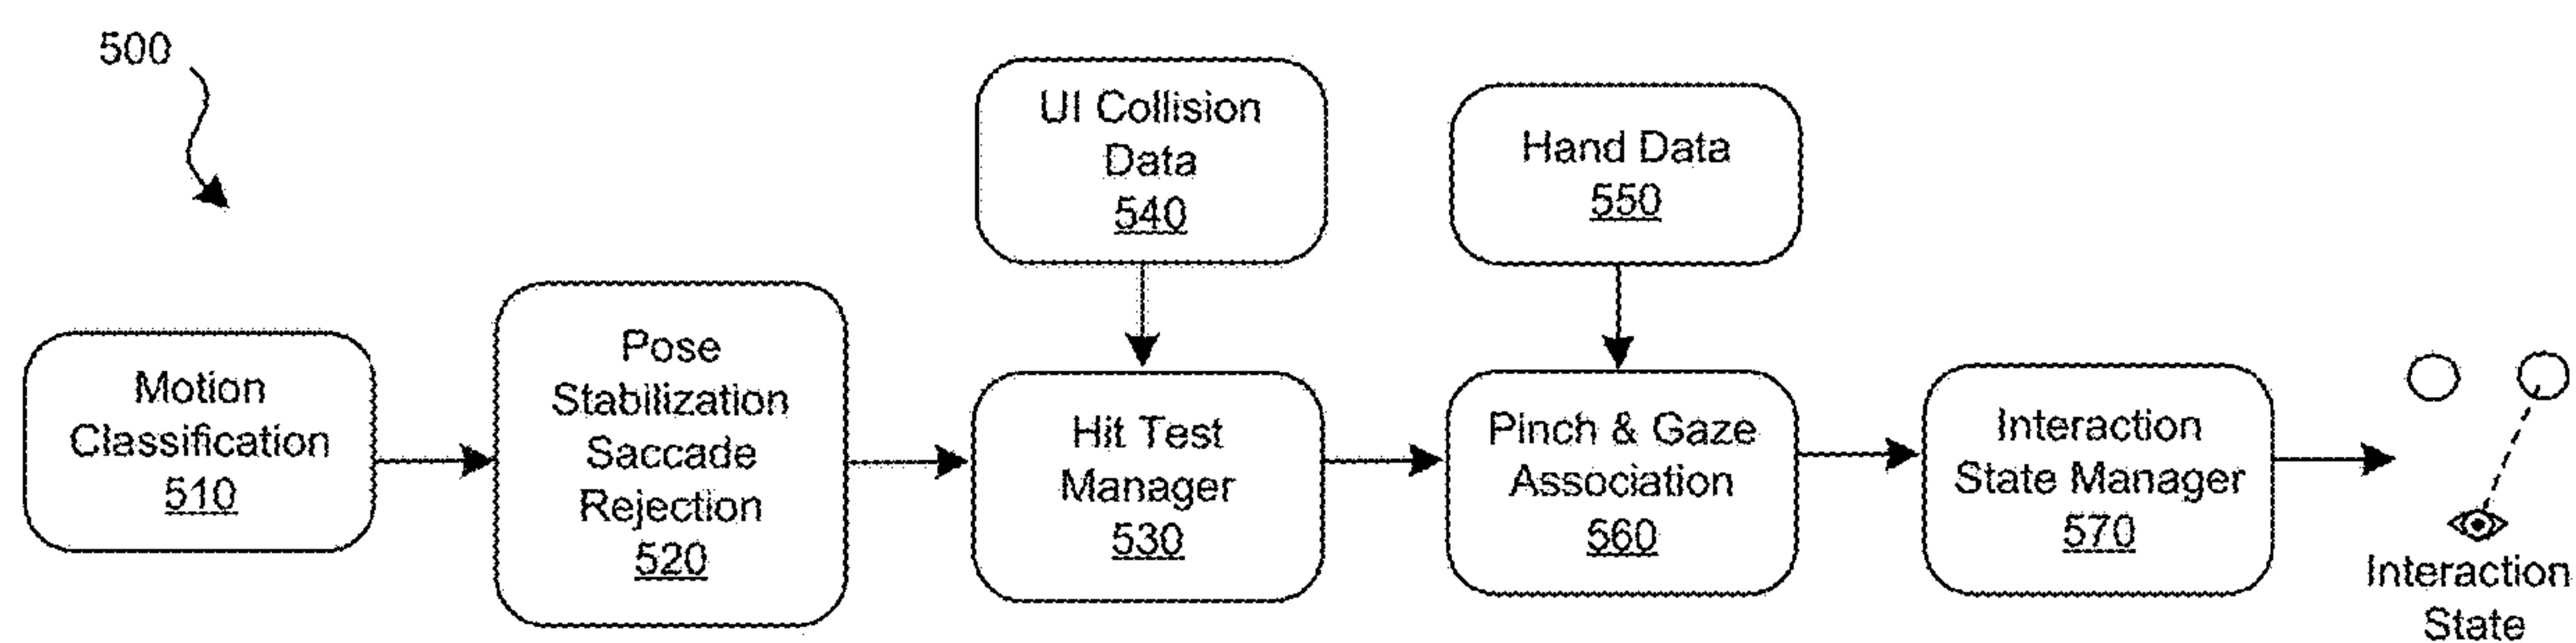 500
UI Collision
Data
540
Hand Data
550
Motion
Classification
510
Pose
Stabilization
Saccade
Rejection
520
Hit Test
Manager
530
Pinch & Gaze
Association
560
Interaction
State Manager
570
Interaction
State